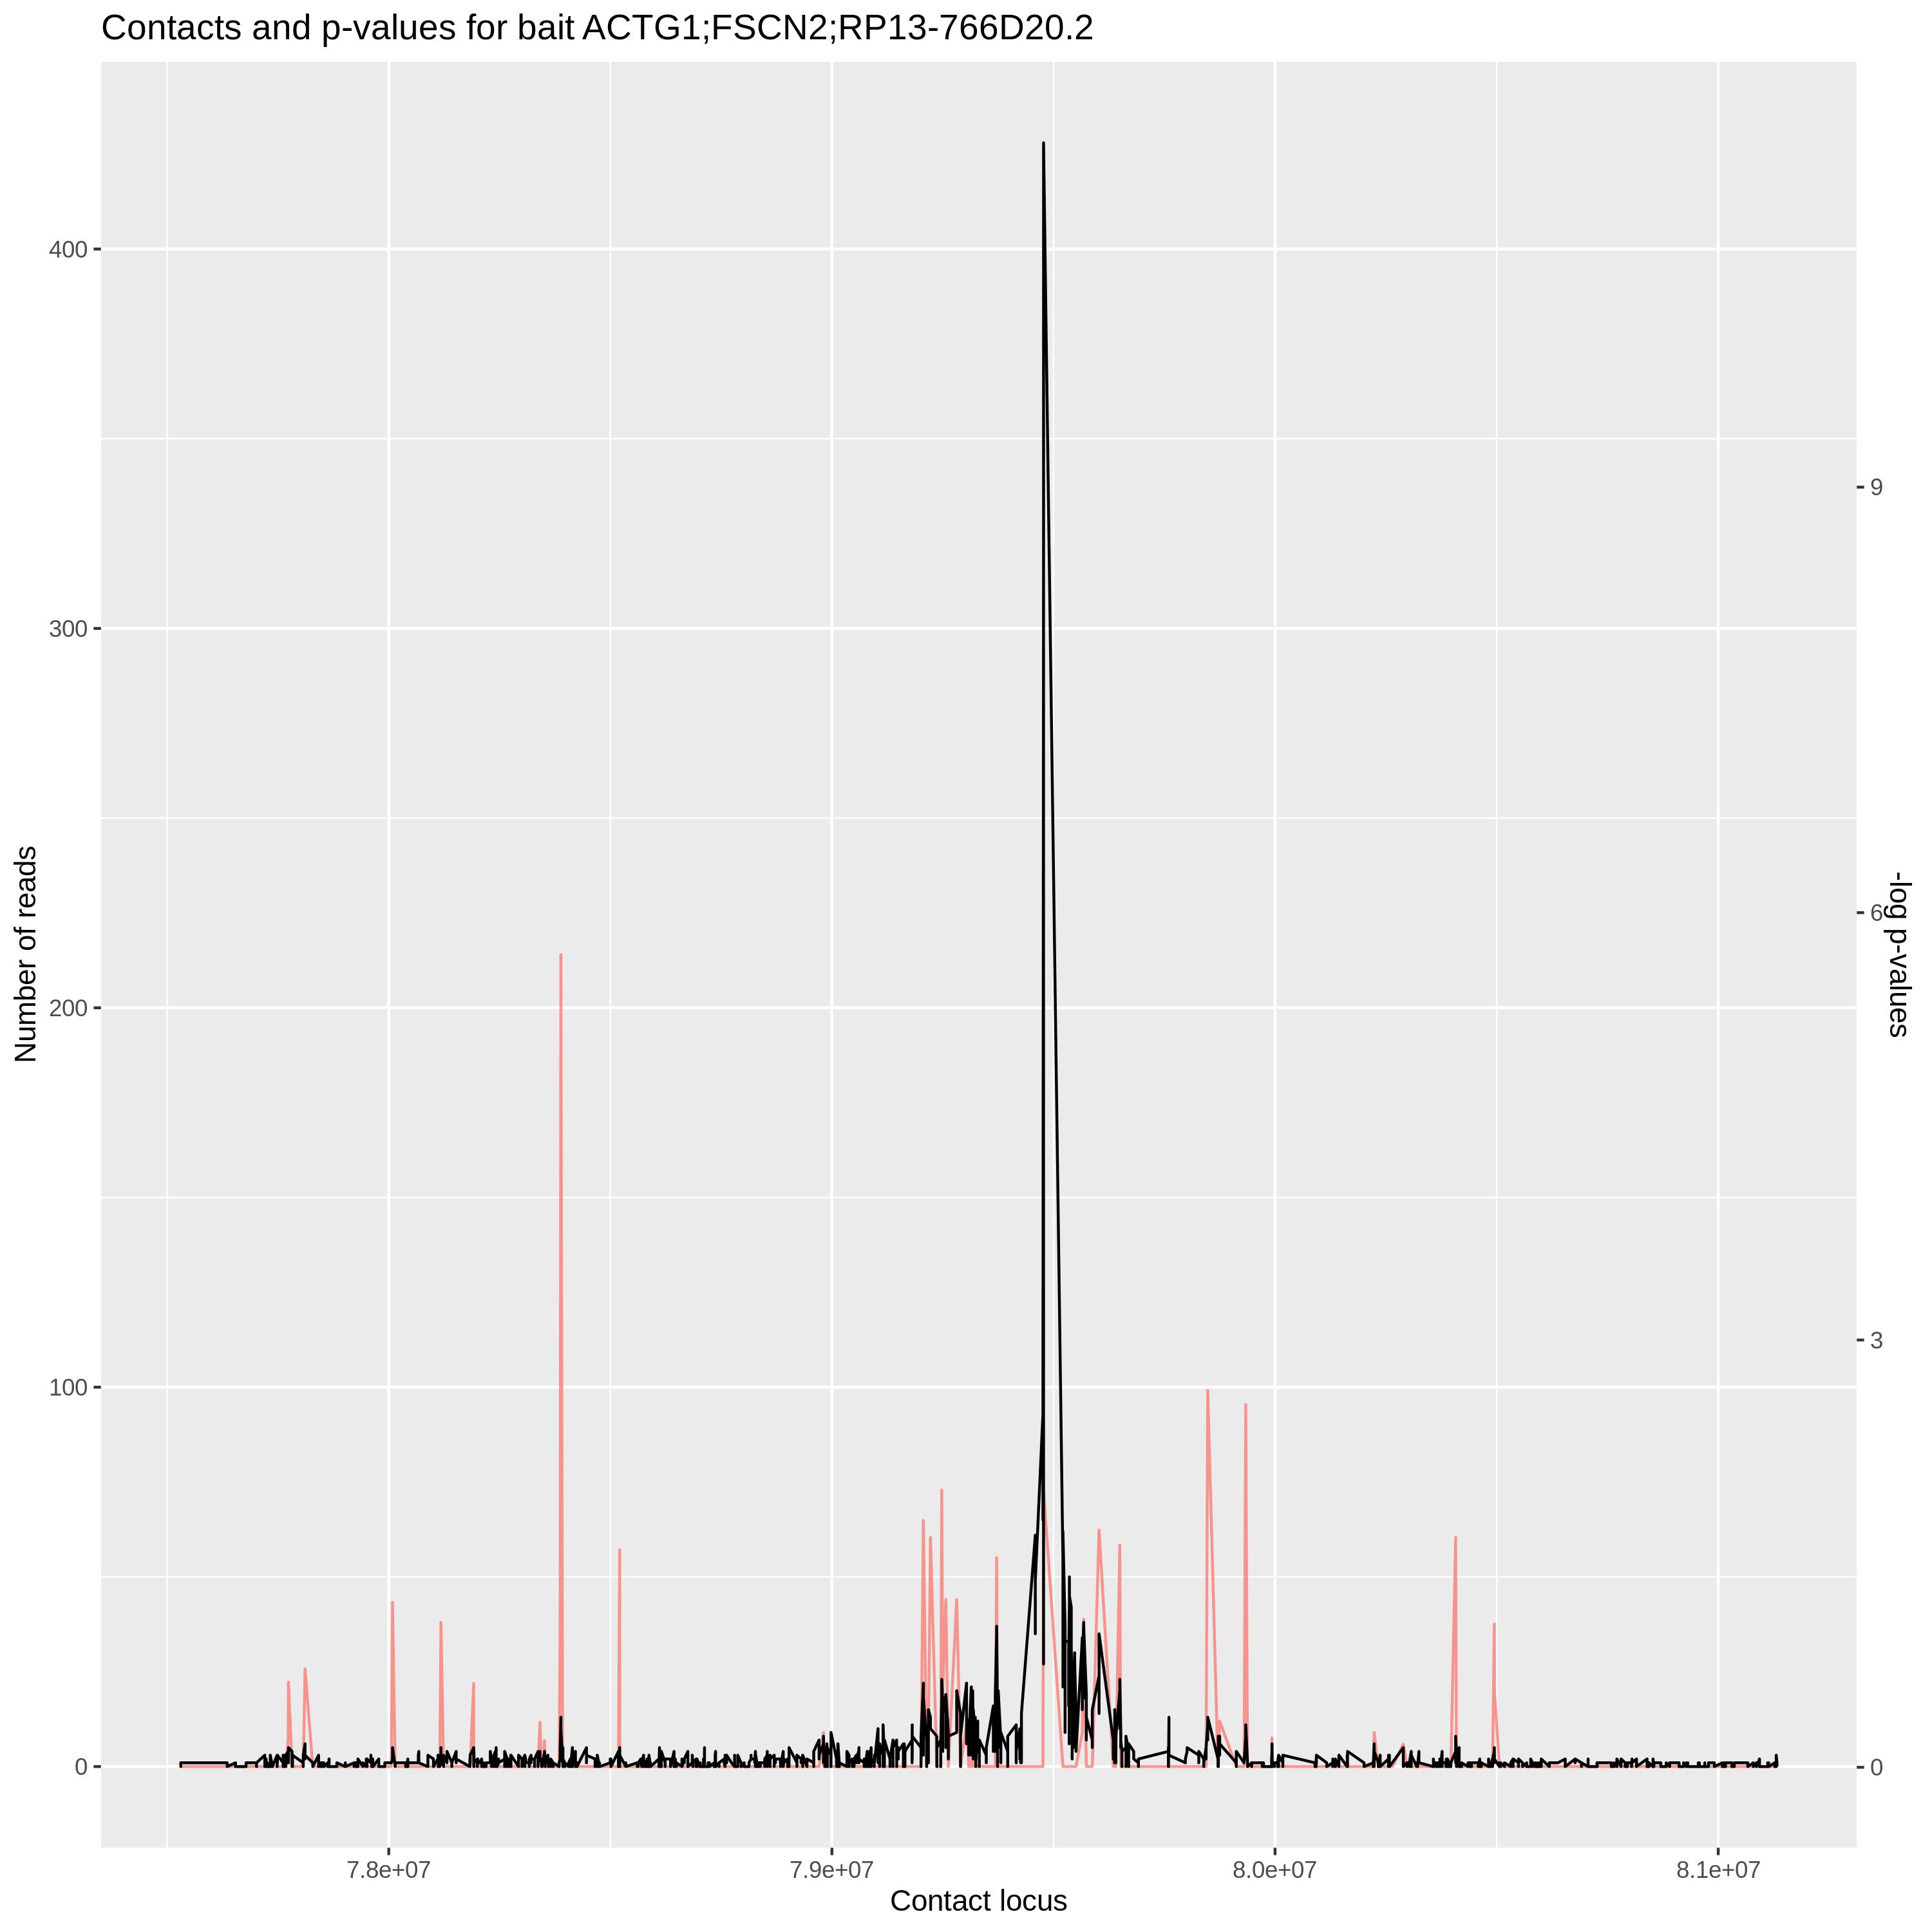 Contacts and p-values for bait ACTG1;FSCN2;RP13-766D20.2
400
300
200
100
0
Number of reads
9
6
3
0
-log p-values
7.8e+07
7.9e+07
8.0e+07
8.1e+07
Contact locus